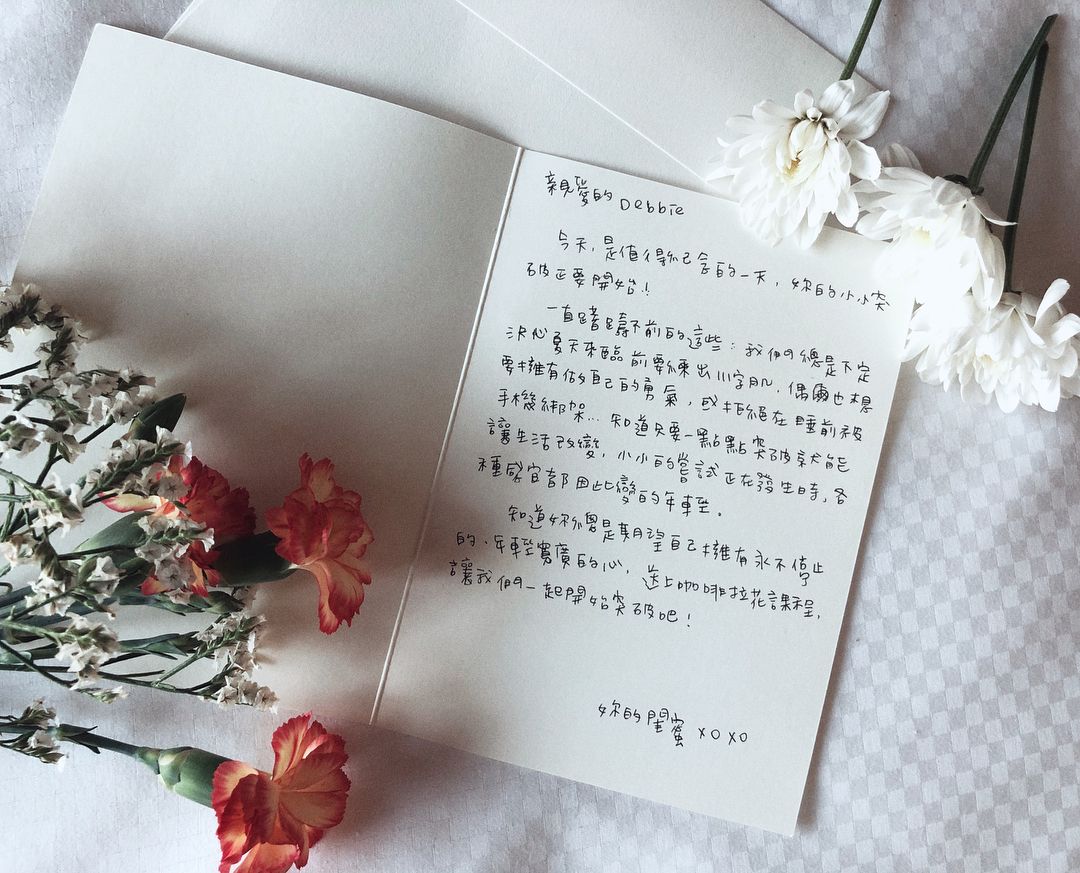 親愛的 Debbie
今天，是值得紀念的一天，妳的小小突
破正要開始！
一直躊躇不前的這些：我們總是不定
決心夏天來臨前要練出川字肌，偶爾也想
要擁有做自己的勇氣，或拒絕在睡前被
手機綁架…知道只要一點點突破就能
讓生活改變，小小的嘗試正在發生時，各
種感官都因此變的年輕。
知道妳總是期望自己擁有永不停止
的、年輕寬廣的心，送上咖啡拉花課程，
讓我們一起開始突破吧！
妳的閨蜜 xoxo